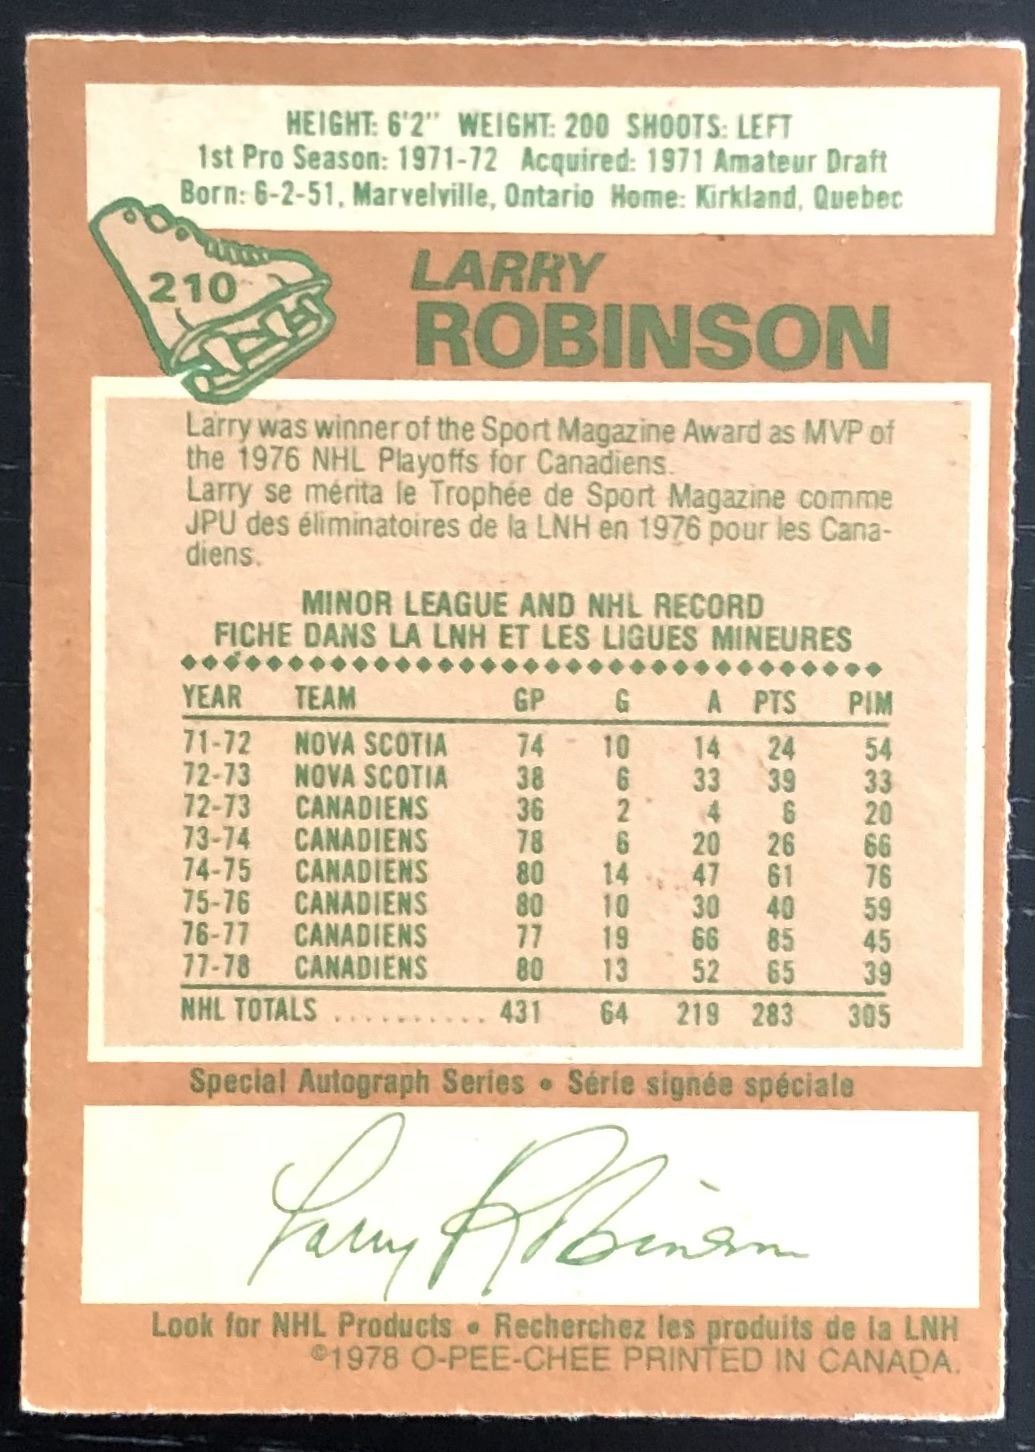 HEIGHT: 6'2" WEIGHT: 200 SHOOTS: LEFT
1st Pro Season: 1971-72 Acquired: 1971 Amateur Draft
Born: 6-2-51, Marvelville, Ontario Home: Kirkland, Quebec
210
LARRY
ROBINSON
Larry was winner of the Sport Magazine Award as MVP of
the 1976 NHL Playoffs for Canadiens.
Larry se mérita le Trophée de Sport Magazine comme
JPU des éliminatoires de la LNH en 1976 pour les Cana-
diens.
MINOR LEAGUE AND NHL RECORD
FICHE DANS LA LNH ET LES LIGUES MINEURES
YEAR TEAM GP G A PTS PIM
71-72 NOVA SCOTIA 74 10 14 24 54
72-73 NOVA SCOTIA 38 6 33 39 33
72-73 CANADIENS 36 2 4 6 20
73-74 CANADIENS 78 6 20 26 66
74-75 CANADIENS 80 14 47 61 76
75-76 CANADIENS 80 10 30 40 59
76-77 CANADIENS 77 19 66 85 45
77-78 CANADIENS 80 13 52 65 39
NHL TOTALS .......... 431 64 219 283 305
Special Autograph Series • Série signée spéciale
Larry Robinson
Look for NHL Products • Recherchez les produits de la LNH
©1978 O-PEE-CHEE PRINTED IN CANADA.